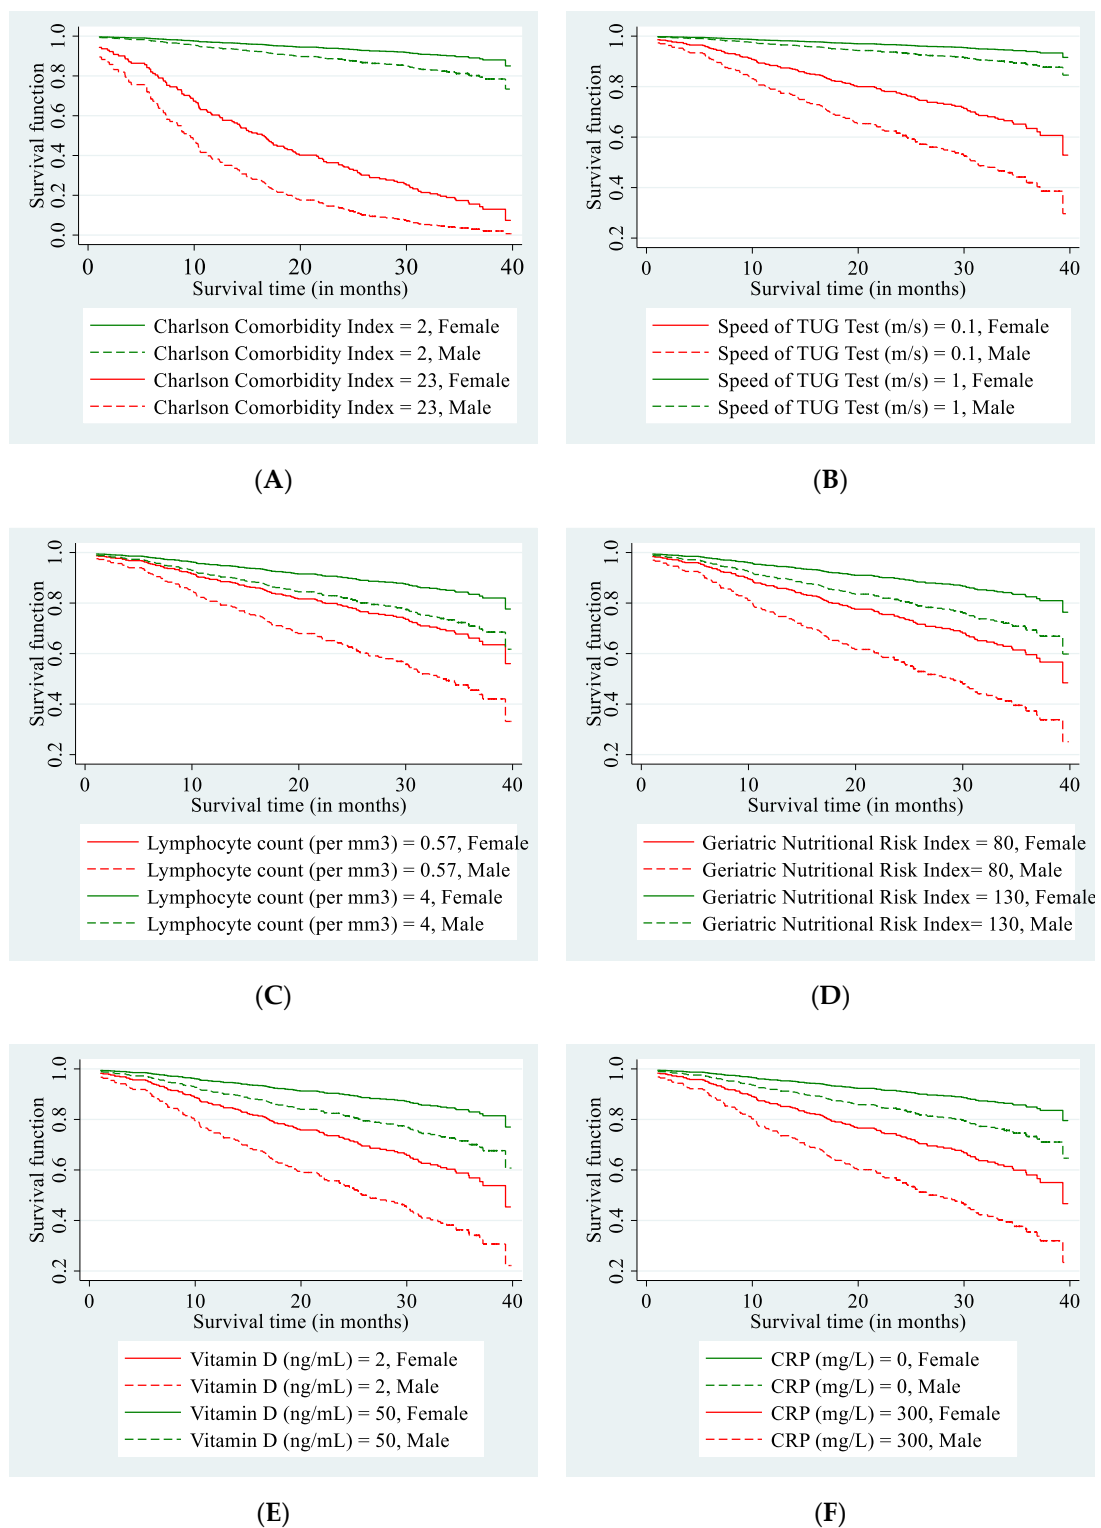 Survival function
1.0
0.8
0.6
0.4
0.2
0.0
0 10 20 30 40
Survival time (in months)
Charlson Comorbidity Index = 2, Female
Charlson Comorbidity Index = 2, Male
Charlson Comorbidity Index = 23, Female
Charlson Comorbidity Index = 23, Male
(A)
Survival function
1.0
0.8
0.6
0.4
0.2
0 10 20 30 40
Survival time (in months)
Speed of TUG Test (m/s) = 0.1, Female
Speed of TUG Test (m/s) = 0.1, Male
Speed of TUG Test (m/s) = 1, Female
Speed of TUG Test (m/s) = 1, Male
(B)
Survival function
1.0
0.8
0.6
0.4
0.2
0 10 20 30 40
Survival time (in months)
Lymphocyte count (per mm3) = 0.57, Female
Lymphocyte count (per mm3) = 0.57, Male
Lymphocyte count (per mm3) = 4, Female
Lymphocyte count (per mm3) = 4, Male
(C)
Survival function
1.0
0.8
0.6
0.4
0.2
0 10 20 30 40
Survival time (in months)
Geriatric Nutritional Risk Index = 80, Female
Geriatric Nutritional Risk Index= 80, Male
Geriatric Nutritional Risk Index = 130, Female
Geriatric Nutritional Risk Index= 130, Male
(D)
Survival function
1.0
0.8
0.6
0.4
0.2
0 10 20 30 40
Survival time (in months)
Vitamin D (ng/mL) = 2, Female
Vitamin D (ng/mL) = 2, Male
Vitamin D (ng/mL) = 50, Female
Vitamin D (ng/mL) = 50, Male
(E)
Survival function
1.0
0.8
0.6
0.4
0.2
0 10 20 30 40
Survival time (in months)
CRP (mg/L) = 0, Female
CRP (mg/L) = 0, Male
CRP (mg/L) = 300, Female
CRP (mg/L) = 300, Male
(F)